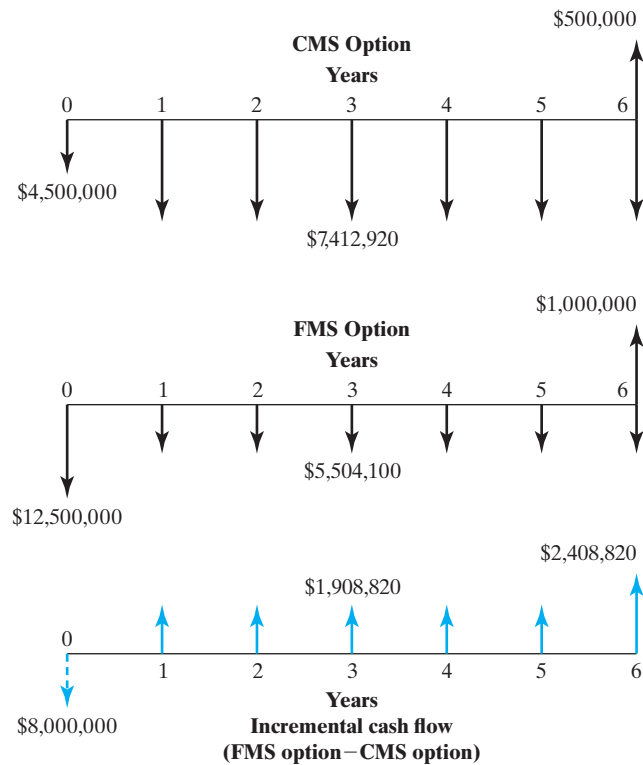 $500,000
CMS Option
Years
0 1 2 3 4 5 6
$4,500,000
$7,412,920
$1,000,000
FMS Option
Years
0 1 2 3 4 5 6
$5,504,100
$12,500,000
$2,408,820
$1,908,820
0
1 2 3 4 5 6
Years
$8,000,000
Incremental cash flow
(FMS option−CMS option)